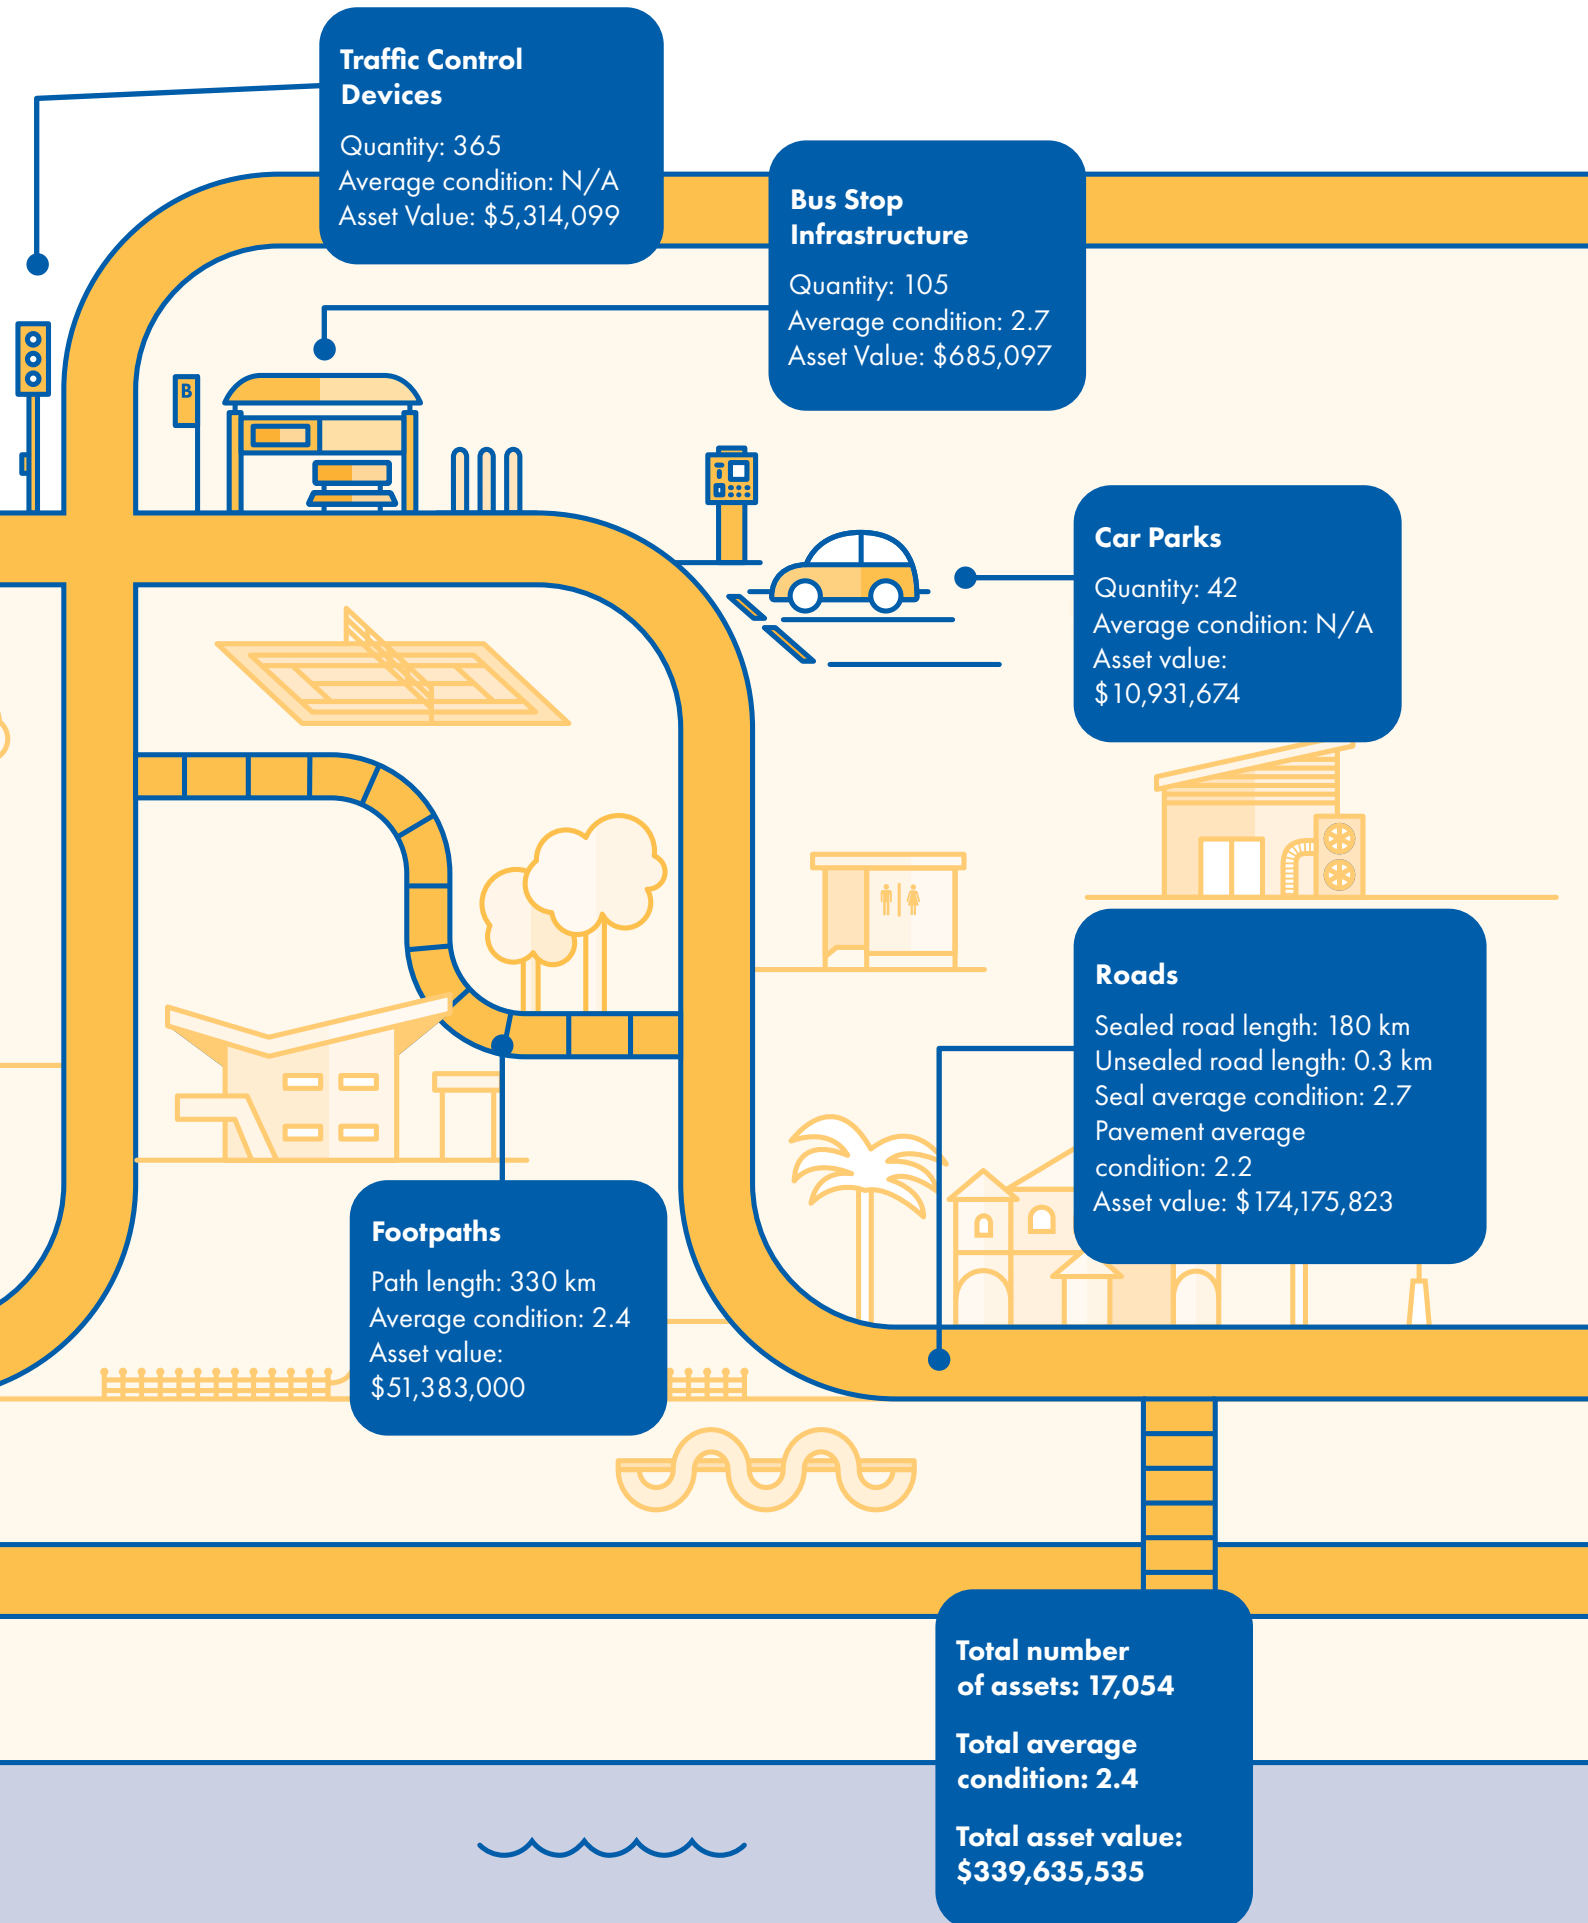 Traffic Control
Devices
Quantity: 365
Average condition: N/A
Asset Value: $5,314,099
Bus Stop
Infrastructure
Quantity: 105
Average condition: 2.7
Asset Value: $685,097
B
Car Parks
Quantity: 42
Average condition: N/A
Asset value:
$10,931,674
Roads
Sealed road length: 180 km
Unsealed road length: 0.3 km
Seal average condition: 2.7
Pavement average
condition: 2.2
Asset value: $174,175,823
Footpaths
Path length: 330 km
Average condition: 2.4
Asset value:
$51,383,000
Total number
of assets: 17,054
Total average
condition: 2.4
Total asset value:
$339,635,535